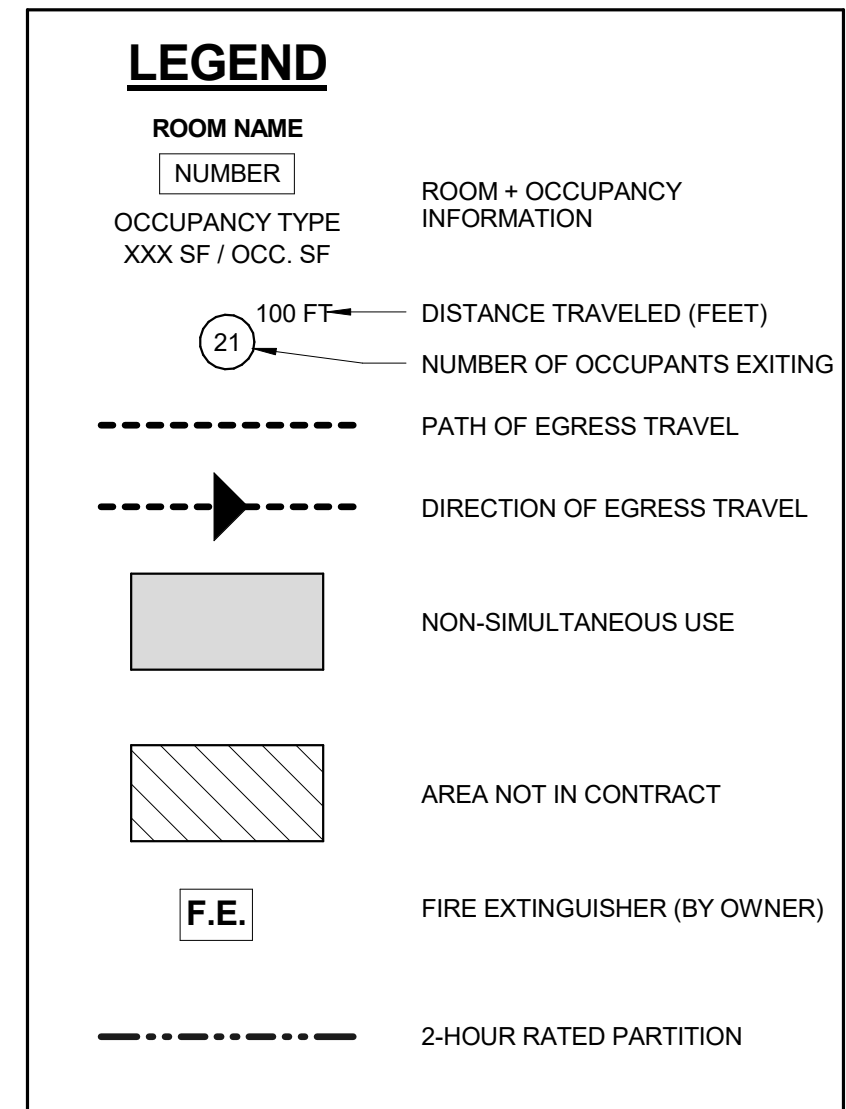 LEGEND
ROOM NAME
NUMBER
OCCUPANCY TYPE
XXX SF / OCC. SF
ROOM + OCCUPANCY
INFORMATION
100 FT
DISTANCE TRAVELED (FEET)
21
NUMBER OF OCCUPANTS EXITING
PATH OF EGRESS TRAVEL
DIRECTION OF EGRESS TRAVEL
NON-SIMULTANEOUS USE
AREA NOT IN CONTRACT
F.E.
FIRE EXTINGUISHER (BY OWNER)
2-HOUR RATED PARTITION